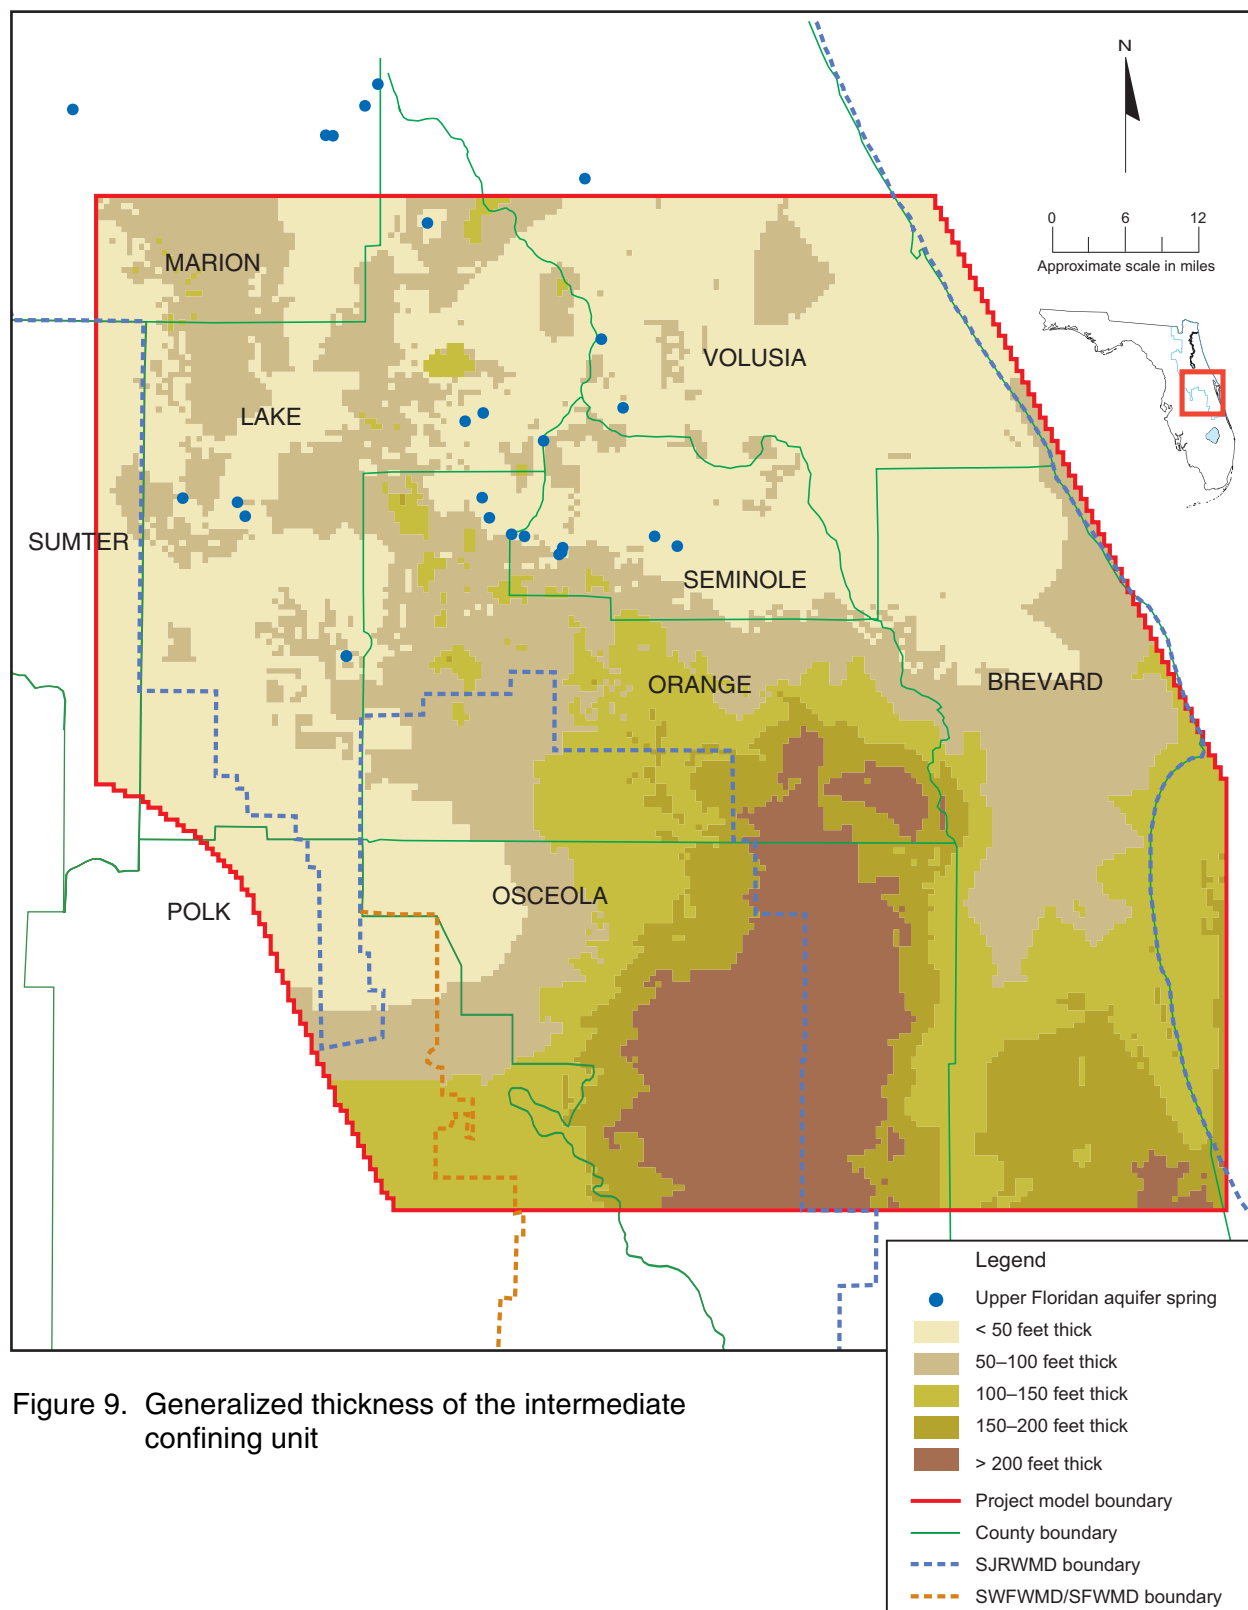 N
0 6 12
Approximate scale in miles
MARION
VOLUSIA
LAKE
SUMTER
SEMINOLE
ORANGE
BREVARD
OSCEOLA
POLK
Legend
Upper Floridan aquifer spring
< 50 feet thick
50–100 feet thick
100–150 feet thick
150–200 feet thick
> 200 feet thick
Project model boundary
County boundary
SJRWMD boundary
SWFWMD/SFWMD boundary
Figure 9. Generalized thickness of the intermediate
confining unit